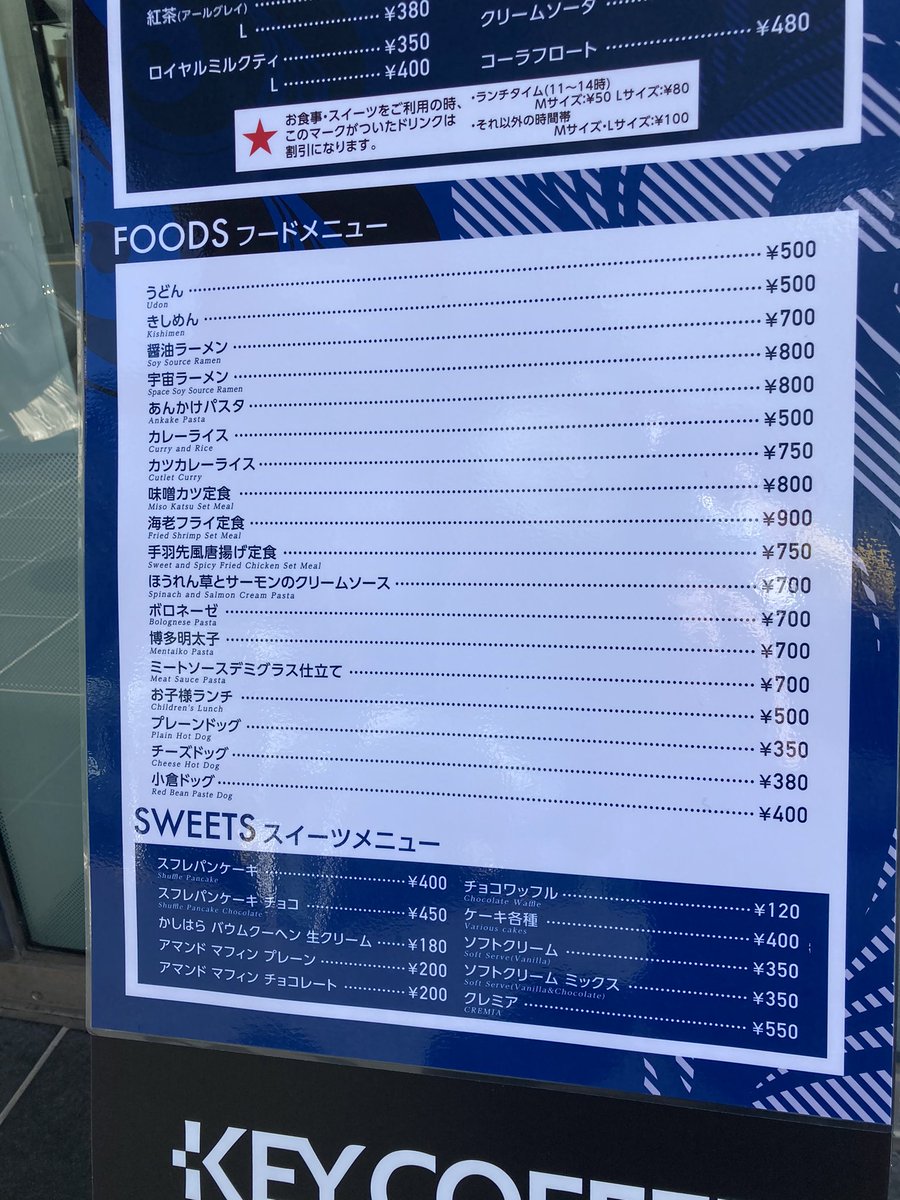 紅茶(アールグレイ)
L ¥380
ロイヤルミルクティ ¥350
L ¥400
クリームソーダ
コーラフロート ¥480
★ お食事・スイーツをご利用の時、
このマークがついたドリンクは
割引になります。
・ランチタイム(11～14時)
Mサイズ:¥50 Lサイズ:¥80
・それ以外の時間帯
Mサイズ・Lサイズ:¥100
FOODS フードメニュー
うどん ¥500
Udon
きしめん ¥500
Kishimen
醤油ラーメン ¥700
Soy Source Ramen
宇宙ラーメン ¥800
Space Soy Source Ramen
あんかけパスタ ¥800
Ankake Pasta
カレーライス ¥500
Curry and Rice
カツカレーライス ¥750
Cutlet Curry
味噌カツ定食 ¥800
Miso Katsu Set Meal
海老フライ定食 ¥900
Fried Shrimp Set Meal
手羽先風唐揚げ定食 ¥750
Sweet and Spicy Fried Chicken Set Meal
ほうれん草とサーモンのクリームソース ¥700
Spinach and Salmon Cream Pasta
ボロネーゼ ¥700
Bolognese Pasta
博多明太子 ¥700
Mentaiko Pasta
ミートソースデミグラス仕立て ¥700
Meat Sauce Pasta
お子様ランチ ¥500
Children's Lunch
プレーンドッグ ¥350
Plain Hot Dog
チーズドッグ ¥380
Cheese Hot Dog
小倉ドッグ ¥400
Red Bean Paste Dog
SWEETS スイーツメニュー
スフレパンケーキ ¥400
Shuffle Pancake
スフレパンケーキ チョコ ¥450
Shuffle Pancake Chocolate
かしはら バウムクーヘン 生クリーム ¥180
アマンド マフィン プレーン ¥200
アマンド マフィン チョコレート ¥200
チョコワッフル ¥120
Chocolate Waffle
ケーキ各種 ¥400
Various cakes
ソフトクリーム ¥350
Soft Serve(Vanilla)
ソフトクリーム ミックス ¥350
Soft Serve(Vanilla&Chocolate)
クレミア ¥550
CREMIA
KEY COFFEE